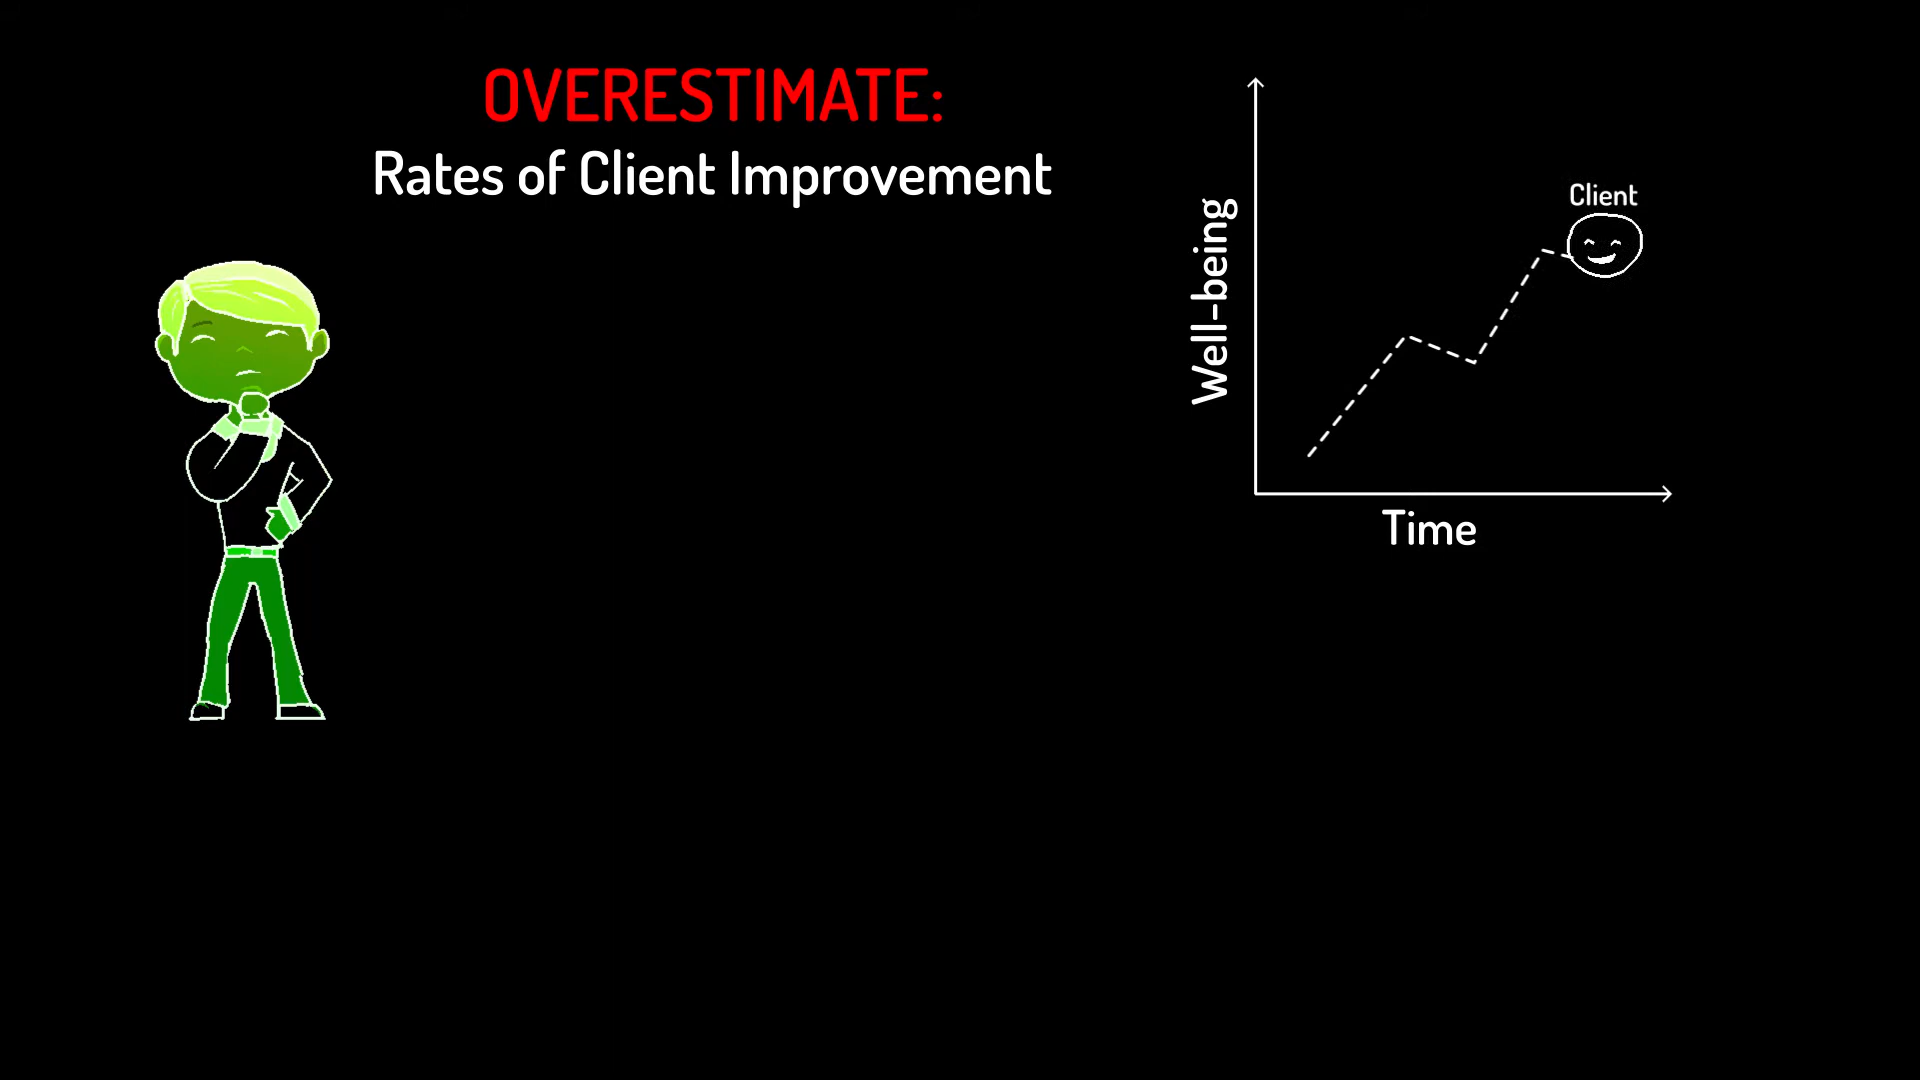 OVERESTIMATE:
Rates of Client Improvement
Client
Well-being
Time